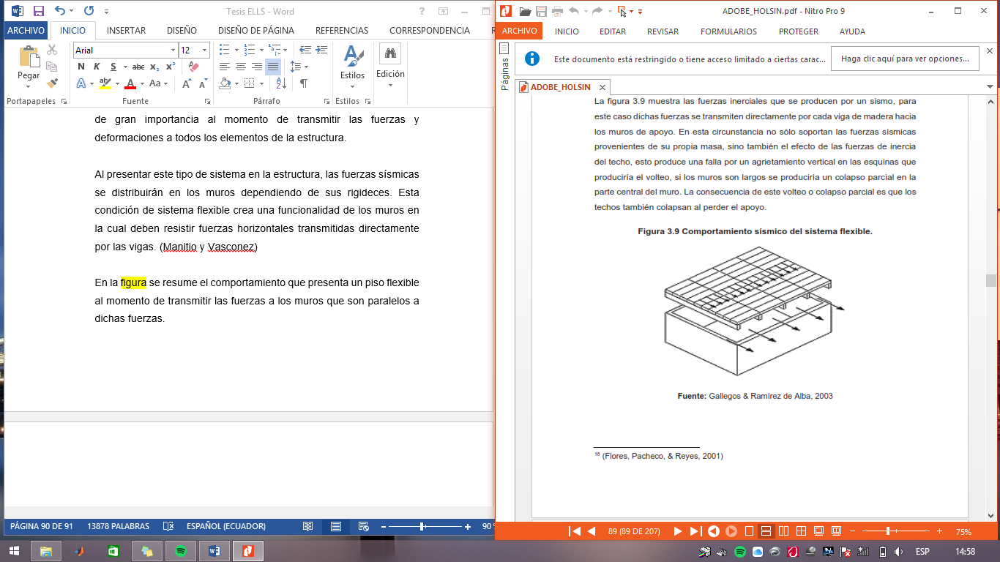 Tesis ELLS - Word
ARCHIVO INICIO INSERTAR DISEÑO DISEÑO DE PÁGINA REFERENCIAS CORRESPONDENCIA
Arial 12
Pegar
N K S abc x₂ x²
Aa
Estilos
Edición
Portapapeles Fuente Párrafo Estilos
de gran importancia al momento de transmitir las fuerzas y
deformaciones a todos los elementos de la estructura.
Al presentar este tipo de sistema en la estructura, las fuerzas sísmicas
se distribuirán en los muros dependiendo de sus rigideces. Esta
condición de sistema flexible crea una funcionalidad de los muros en
la cual deben resistir fuerzas horizontales transmitidas directamente
por las vigas. (Manitio y Vasconez)
En la figura se resume el comportamiento que presenta un piso flexible
al momento de transmitir las fuerzas a los muros que son paralelos a
dichas fuerzas.
PÁGINA 90 DE 91 13878 PALABRAS ESPAÑOL (ECUADOR) 90
ADOBE_HOLSIN.pdf - Nitro Pro 9
ARCHIVO INICIO EDITAR REVISAR FORMULARIOS PROTEGER AYUDA
Páginas
Este documento está restringido o tiene acceso limitado a ciertas carac...
Haga clic aquí para ver opciones...
ADOBE_HOLSIN
La figura 3.9 muestra las fuerzas inerciales que se producen por un sismo, para
este caso dichas fuerzas se transmiten directamente por cada viga de madera hacia
los muros de apoyo. En esta circunstancia no sólo soportan las fuerzas sísmicas
provenientes de su propia masa, sino también el efecto de las fuerzas de inercia
del techo, esto produce una falla por un agrietamiento vertical en las esquinas que
produciría el volteo, si los muros son largos se produciría un colapso parcial en la
parte central del muro. La consecuencia de este volteo o colapso parcial es que los
techos también colapsan al perder el apoyo.
Figura 3.9 Comportamiento sísmico del sistema flexible.
Fuente: Gallegos & Ramírez de Alba, 2003
18 (Flores, Pacheco, & Reyes, 2001)
89 (89 DE 207) 75%
ESP 14:58